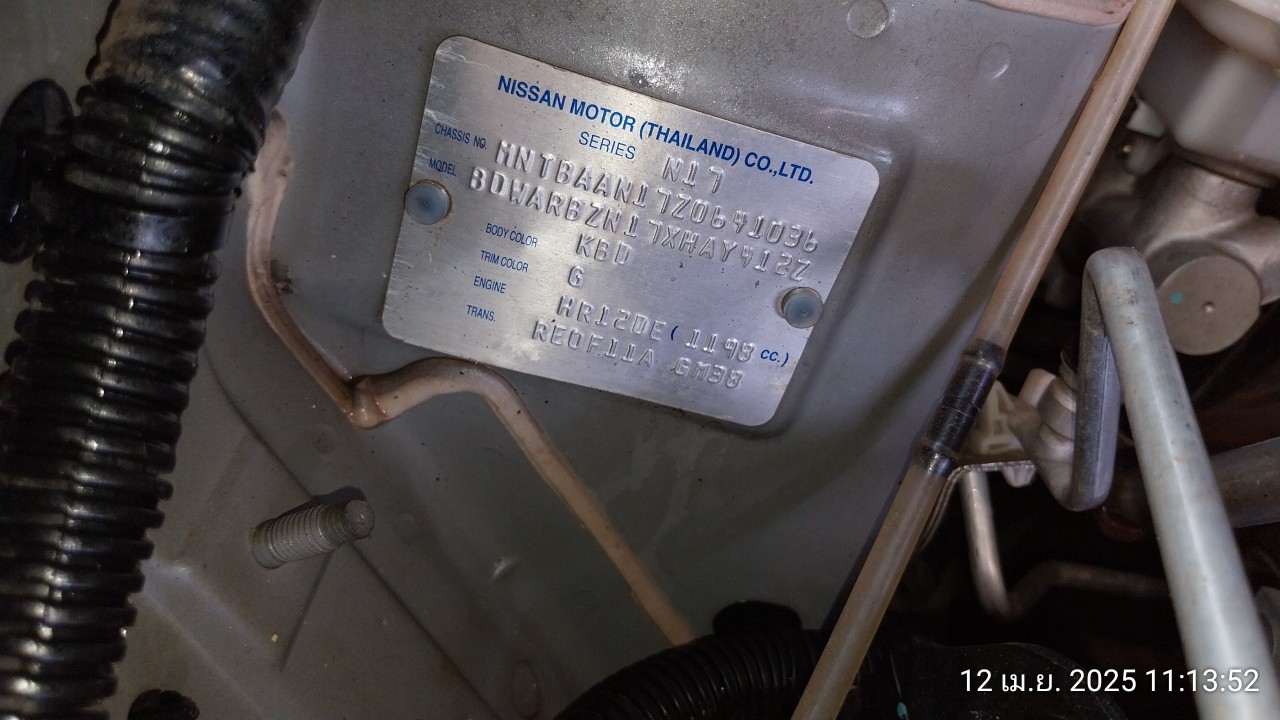 NISSAN MOTOR (THAILAND) CO.,LTD.
SERIES N17
CHASSIS NO. MNTBAAN17Z0641036
MODEL BDWARBZN17XHAY412Z
BODY COLOR KBD
TRIM COLOR G
ENGINE HR12DE ( 1198 cc.)
TRANS. RE0F11A GM38
12 เม.ย. 2025 11:13:52